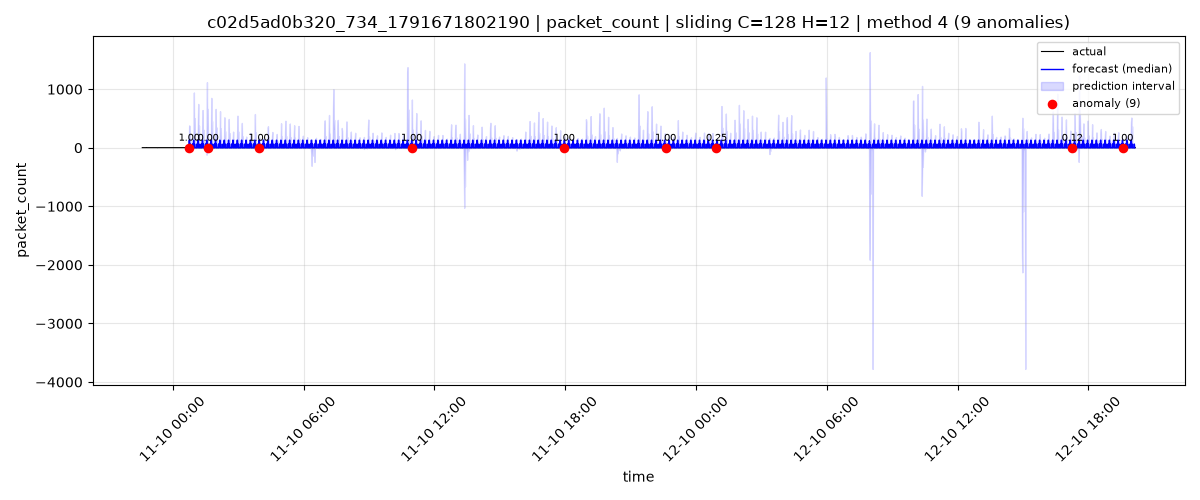 c02d5ad0b320_734_1791671802190 | packet_count | sliding C=128 H=12 | method 4 (9 anomalies)
actual
forecast (median)
prediction interval
anomaly (9)
1000
0
−1000
−2000
−3000
−4000
packet_count
1.00 1.00 1.00 1.00 1.00 0.25 0.12 1.00
11-10 00:00
11-10 06:00
11-10 12:00
11-10 18:00
12-10 00:00
12-10 06:00
12-10 12:00
12-10 18:00
time